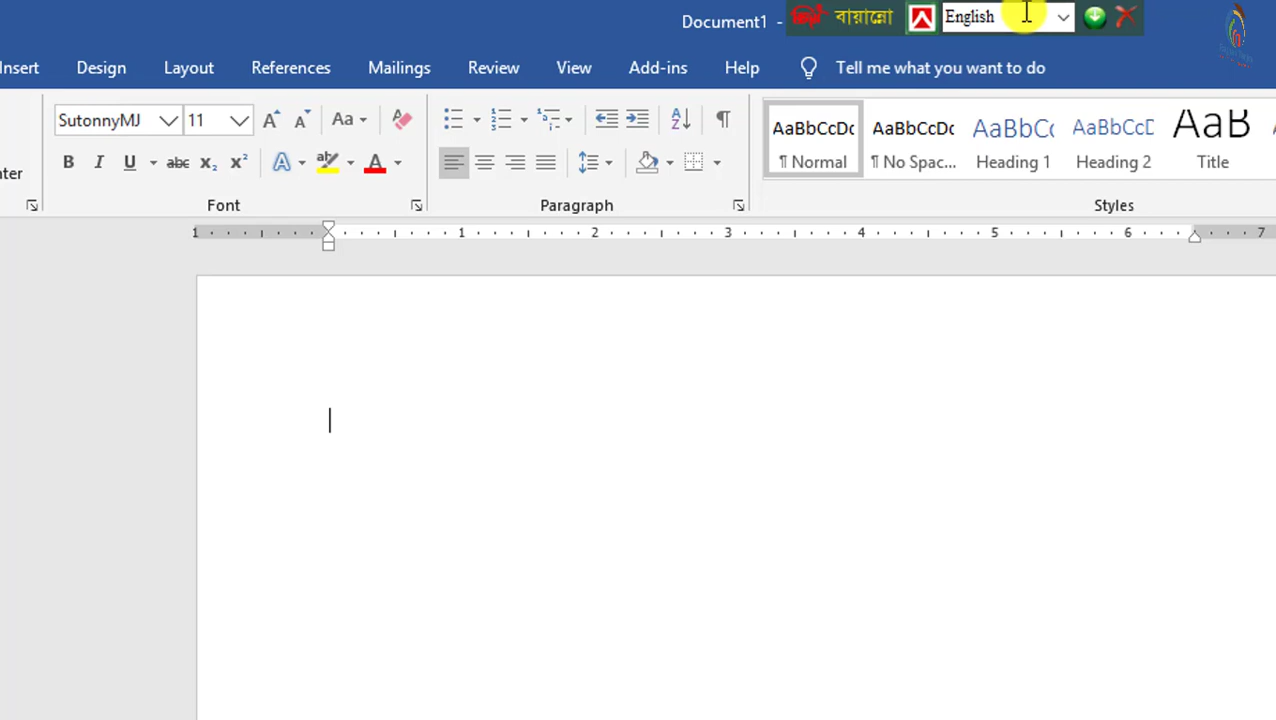 Document1 - বায়ান্নো English
Insert Design Layout References Mailings Review View Add-ins Help Tell me what you want to do
SutonnyMJ 11 Aa A AaBbCcDc AaBbCcDc AaBbCc AaBbCcD AaB
B I U abc x₂ x² A A ¶ Normal ¶ No Spac... Heading 1 Heading 2 Title
Font Paragraph Styles
1 1 2 3 4 5 6 7